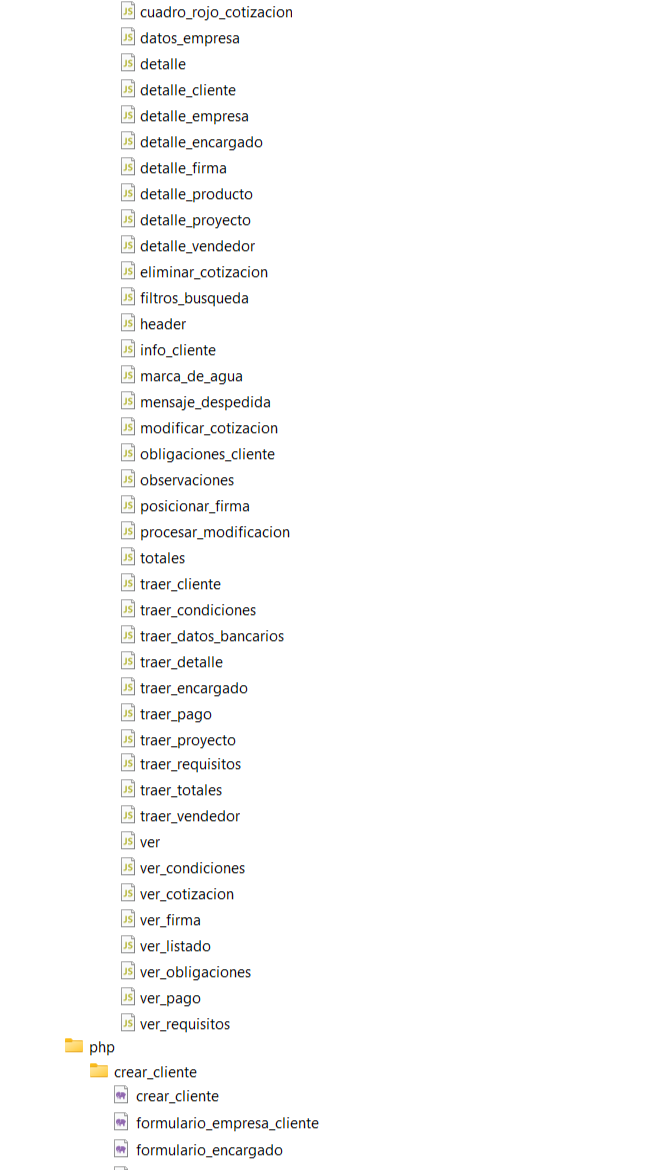 cuadro_rojo_cotizacion
datos_empresa
detalle
detalle_cliente
detalle_empresa
detalle_encargado
detalle_firma
detalle_producto
detalle_proyecto
detalle_vendedor
eliminar_cotizacion
filtros_busqueda
header
info_cliente
marca_de_agua
mensaje_despedida
modificar_cotizacion
obligaciones_cliente
observaciones
posicionar_firma
procesar_modificacion
totales
traer_cliente
traer_condiciones
traer_datos_bancarios
traer_detalle
traer_encargado
traer_pago
traer_proyecto
traer_requisitos
traer_totales
traer_vendedor
ver
ver_condiciones
ver_cotizacion
ver_firma
ver_listado
ver_obligaciones
ver_pago
ver_requisitos
php
crear_cliente
crear_cliente
formulario_empresa_cliente
formulario_encargado